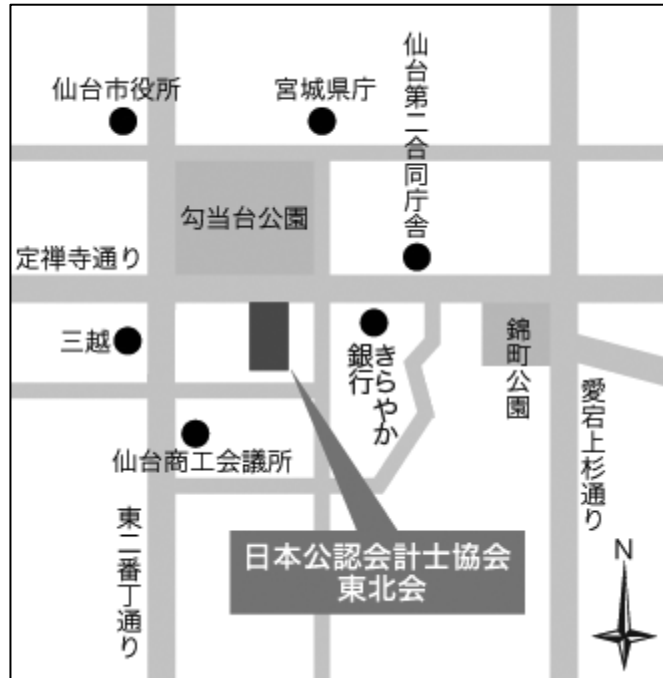 仙台市役所
宮城県庁
仙台第二合同庁舎
勾当台公園
定禅寺通り
三越
きらやか
銀行
錦町公園
仙台商工会議所
愛宕上杉通り
東二番丁通り
日本公認会計士協会
東北会
N